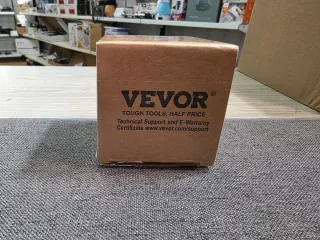 VEVOR®
TOUGH TOOLS, HALF PRICE
Technical Support and E-Warranty
Certificate www.vevor.com/support